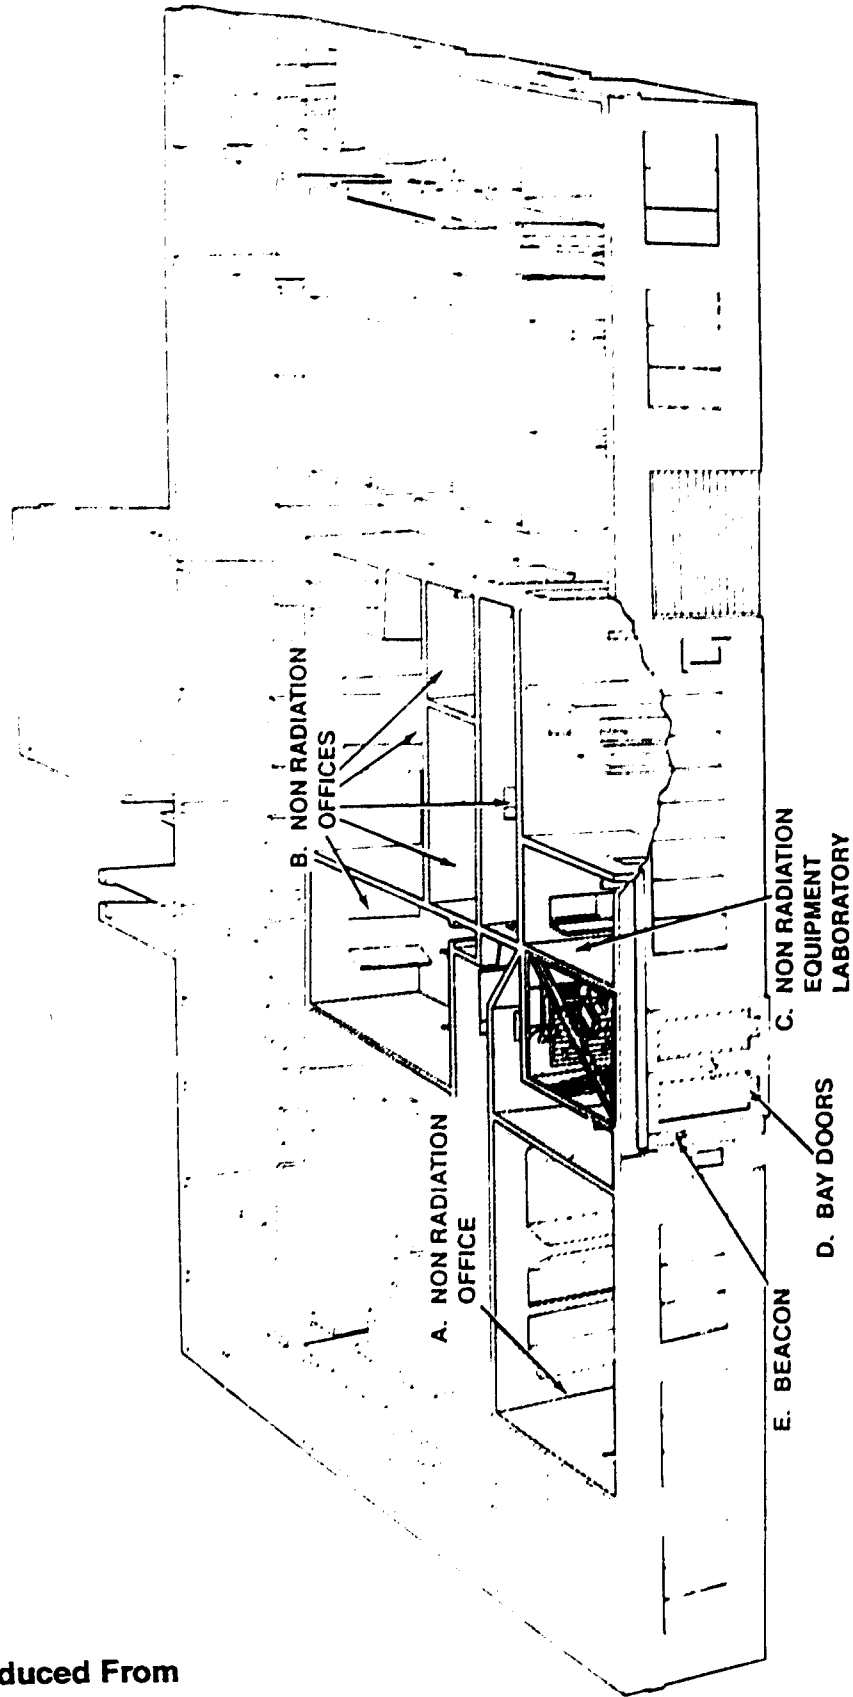 A. NON RADIATION
OFFICE
B. NON RADIATION
OFFICES
C. NON RADIATION
EQUIPMENT
LABORATORY
D. BAY DOORS
E. BEACON
duced From